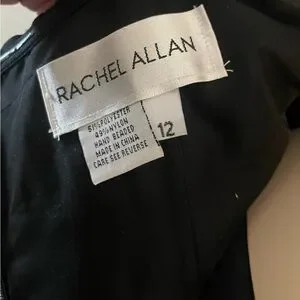 RACHEL ALLAN
51%POLYESTER
49%NYLON
HAND BEADED
MADE IN CHINA
CARE SEE REVERSE
12